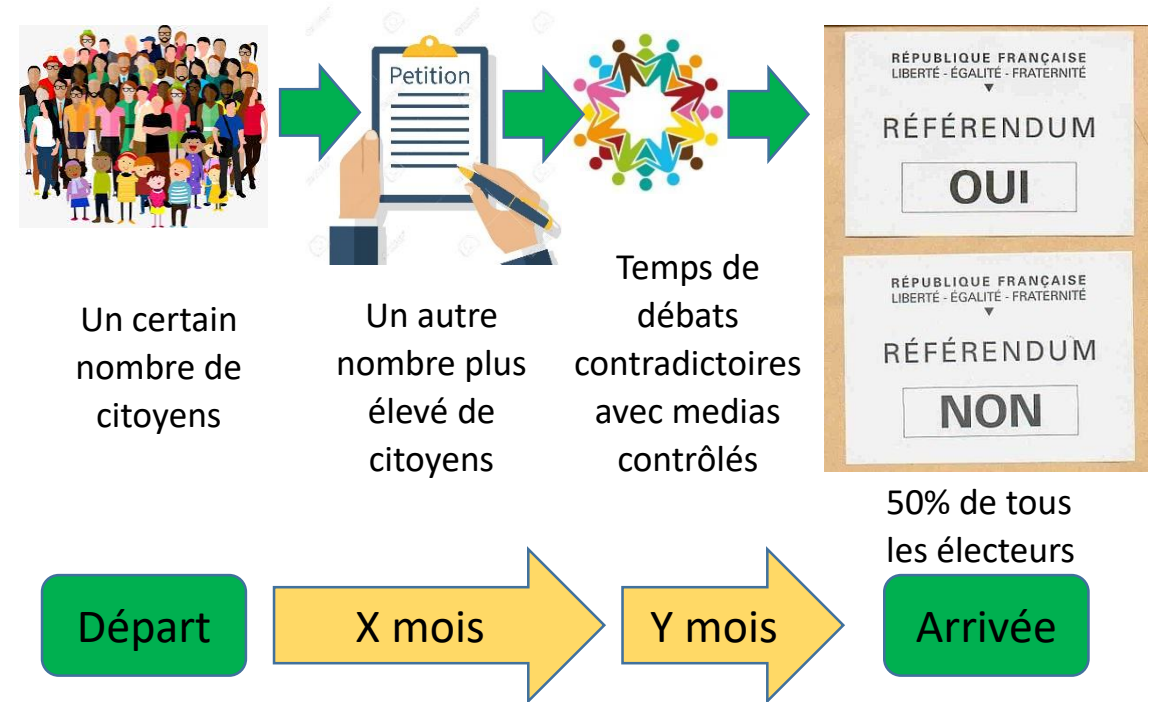 Petition
RÉPUBLIQUE FRANÇAISE
LIBERTÉ - ÉGALITÉ - FRATERNITÉ
RÉFÉRENDUM
OUI
RÉPUBLIQUE FRANÇAISE
LIBERTÉ - ÉGALITÉ - FRATERNITÉ
RÉFÉRENDUM
NON
Un certain
nombre de
citoyens
Un autre
nombre plus
élevé de
citoyens
Temps de
débats
contradictoires
avec medias
contrôlés
50% de tous
les électeurs
Départ
X mois
Y mois
Arrivée